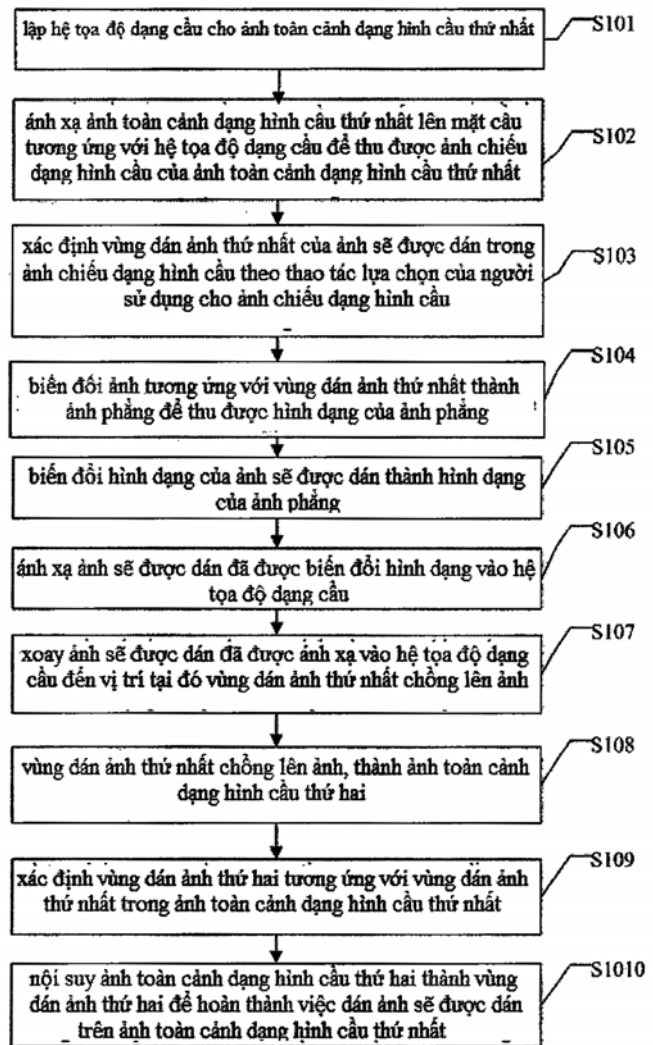 lập hệ tọa độ dạng cầu cho ảnh toàn cảnh dạng hình cầu thứ nhất
S101
ánh xạ ảnh toàn cảnh dạng hình cầu thứ nhất lên mặt cầu
tương ứng với hệ tọa độ dạng cầu để thu được ảnh chiếu
dạng hình cầu của ảnh toàn cảnh dạng hình cầu thứ nhất
S102
xác định vùng dán ảnh thứ nhất của ảnh sẽ được dán trong
ảnh chiếu dạng hình cầu theo thao tác lựa chọn của người
sử dụng cho ảnh chiếu dạng hình cầu
S103
biến đổi ảnh tương ứng với vùng dán ảnh thứ nhất thành
ảnh phẳng để thu được hình dạng của ảnh phẳng
S104
biến đổi hình dạng của ảnh sẽ được dán thành hình dạng
của ảnh phẳng
S105
ánh xạ ảnh sẽ được dán đã được biến đổi hình dạng vào hệ
tọa độ dạng cầu
S106
xoay ảnh sẽ được dán đã được ánh xạ vào hệ tọa độ dạng
cầu đến vị trí tại đó vùng dán ảnh thứ nhất chồng lên ảnh
S107
vùng dán ảnh thứ nhất chồng lên ảnh, thành ảnh toàn cảnh
dạng hình cầu thứ hai
S108
xác định vùng dán ảnh thứ hai tương ứng với vùng dán ảnh
thứ nhất trong ảnh toàn cảnh dạng hình cầu thứ nhất
S109
nội suy ảnh toàn cảnh dạng hình cầu thứ hai thành vùng
dán ảnh thứ hai để hoàn thành việc dán ảnh sẽ được dán
trên ảnh toàn cảnh dạng hình cầu thứ nhất
S1010